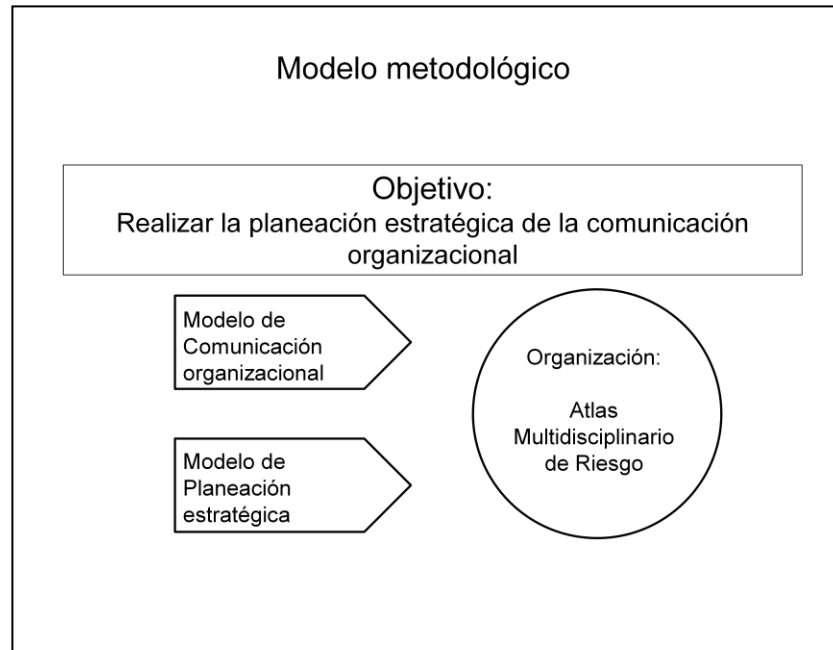 Modelo metodológico
Objetivo:
Realizar la planeación estratégica de la comunicación
organizacional
Modelo de
Comunicación
organizacional
Organización:
Atlas
Multidisciplinario
de Riesgo
Modelo de
Planeación
estratégica